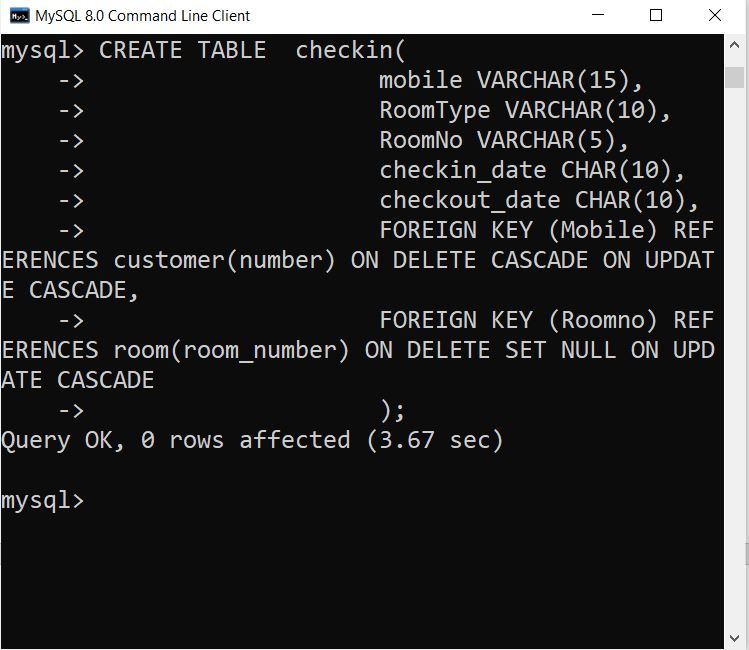 MySQL 8.0 Command Line Client
mysql> CREATE TABLE  checkin(
    ->                     mobile VARCHAR(15),
    ->                     RoomType VARCHAR(10),
    ->                     RoomNo VARCHAR(5),
    ->                     checkin_date CHAR(10),
    ->                     checkout_date CHAR(10),
    ->                     FOREIGN KEY (Mobile) REF
ERENCES customer(number) ON DELETE CASCADE ON UPDAT
E CASCADE,
    ->                     FOREIGN KEY (Roomno) REF
ERENCES room(room_number) ON DELETE SET NULL ON UPD
ATE CASCADE
    ->                     );
Query OK, 0 rows affected (3.67 sec)
mysql>